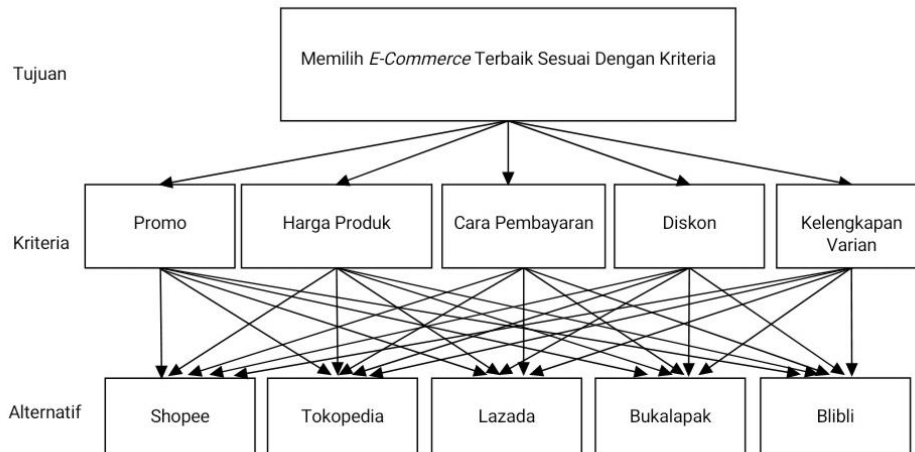 Tujuan
Memilih E-Commerce Terbaik Sesuai Dengan Kriteria
Kriteria
Promo
Harga Produk
Cara Pembayaran
Diskon
Kelengkapan
Varian
Alternatif
Shopee
Tokopedia
Lazada
Bukalapak
Blibli